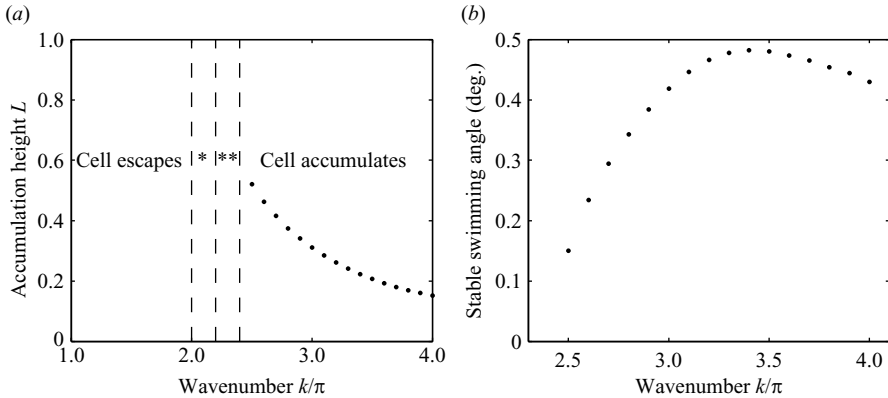 (a)
1.0
0.8
0.6
0.4
0.2
0
Accumulation height L
Cell escapes
*
**
Cell accumulates
1.0
2.0
3.0
4.0
Wavenumber k/π
(b)
0.5
0.4
0.3
0.2
0.1
0
Stable swimming angle (deg.)
2.5
3.0
3.5
4.0
Wavenumber k/π